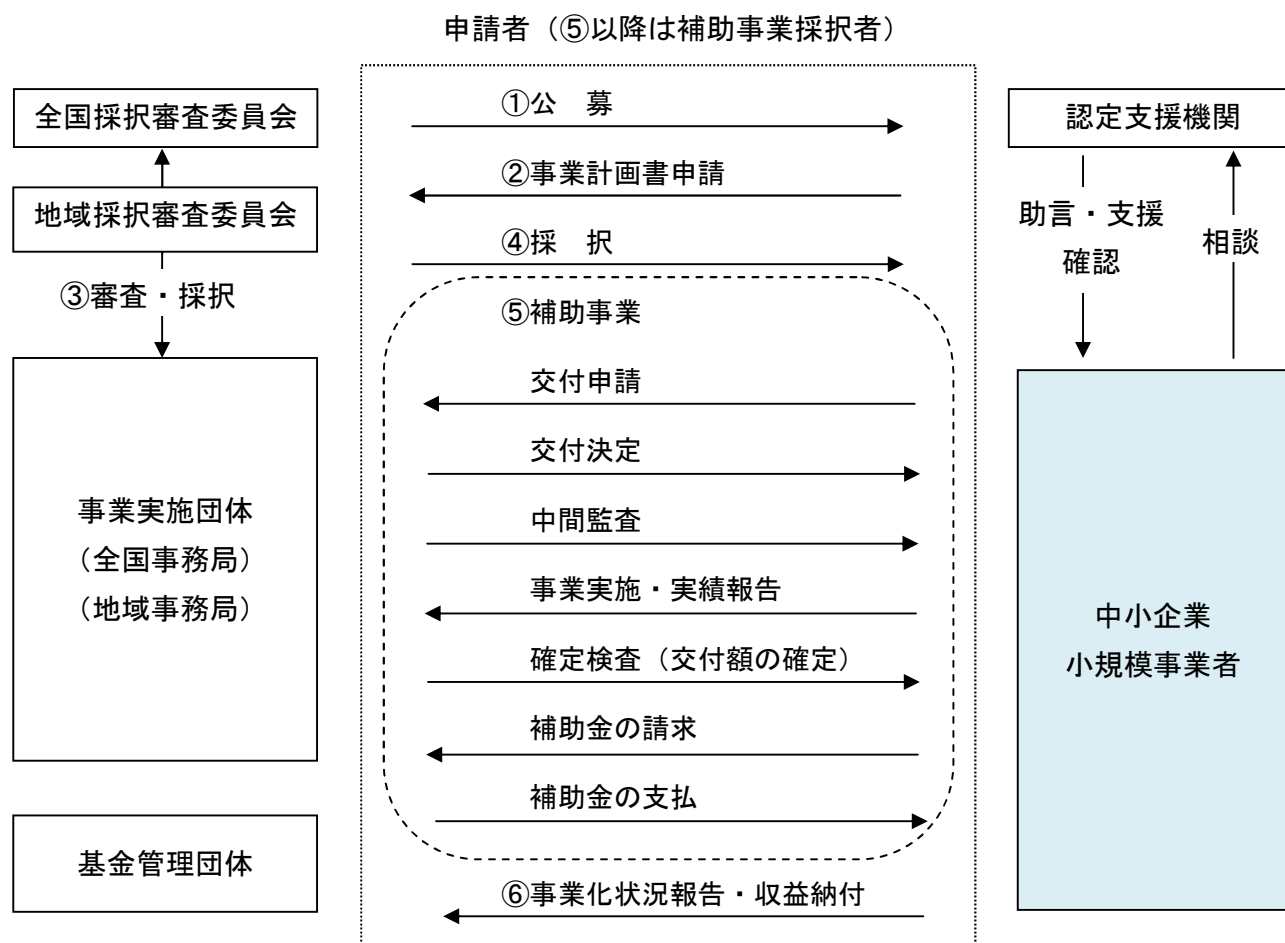 申請者（⑤以降は補助事業採択者）
全国採択審査委員会
地域採択審査委員会
③審査・採択
事業実施団体
（全国事務局）
（地域事務局）
基金管理団体
①公　募
②事業計画書申請
④採　択
⑤補助事業
交付申請
交付決定
中間監査
事業実施・実績報告
確定検査（交付額の確定）
補助金の請求
補助金の支払
⑥事業化状況報告・収益納付
認定支援機関
助言・支援
確認
相談
中小企業
小規模事業者